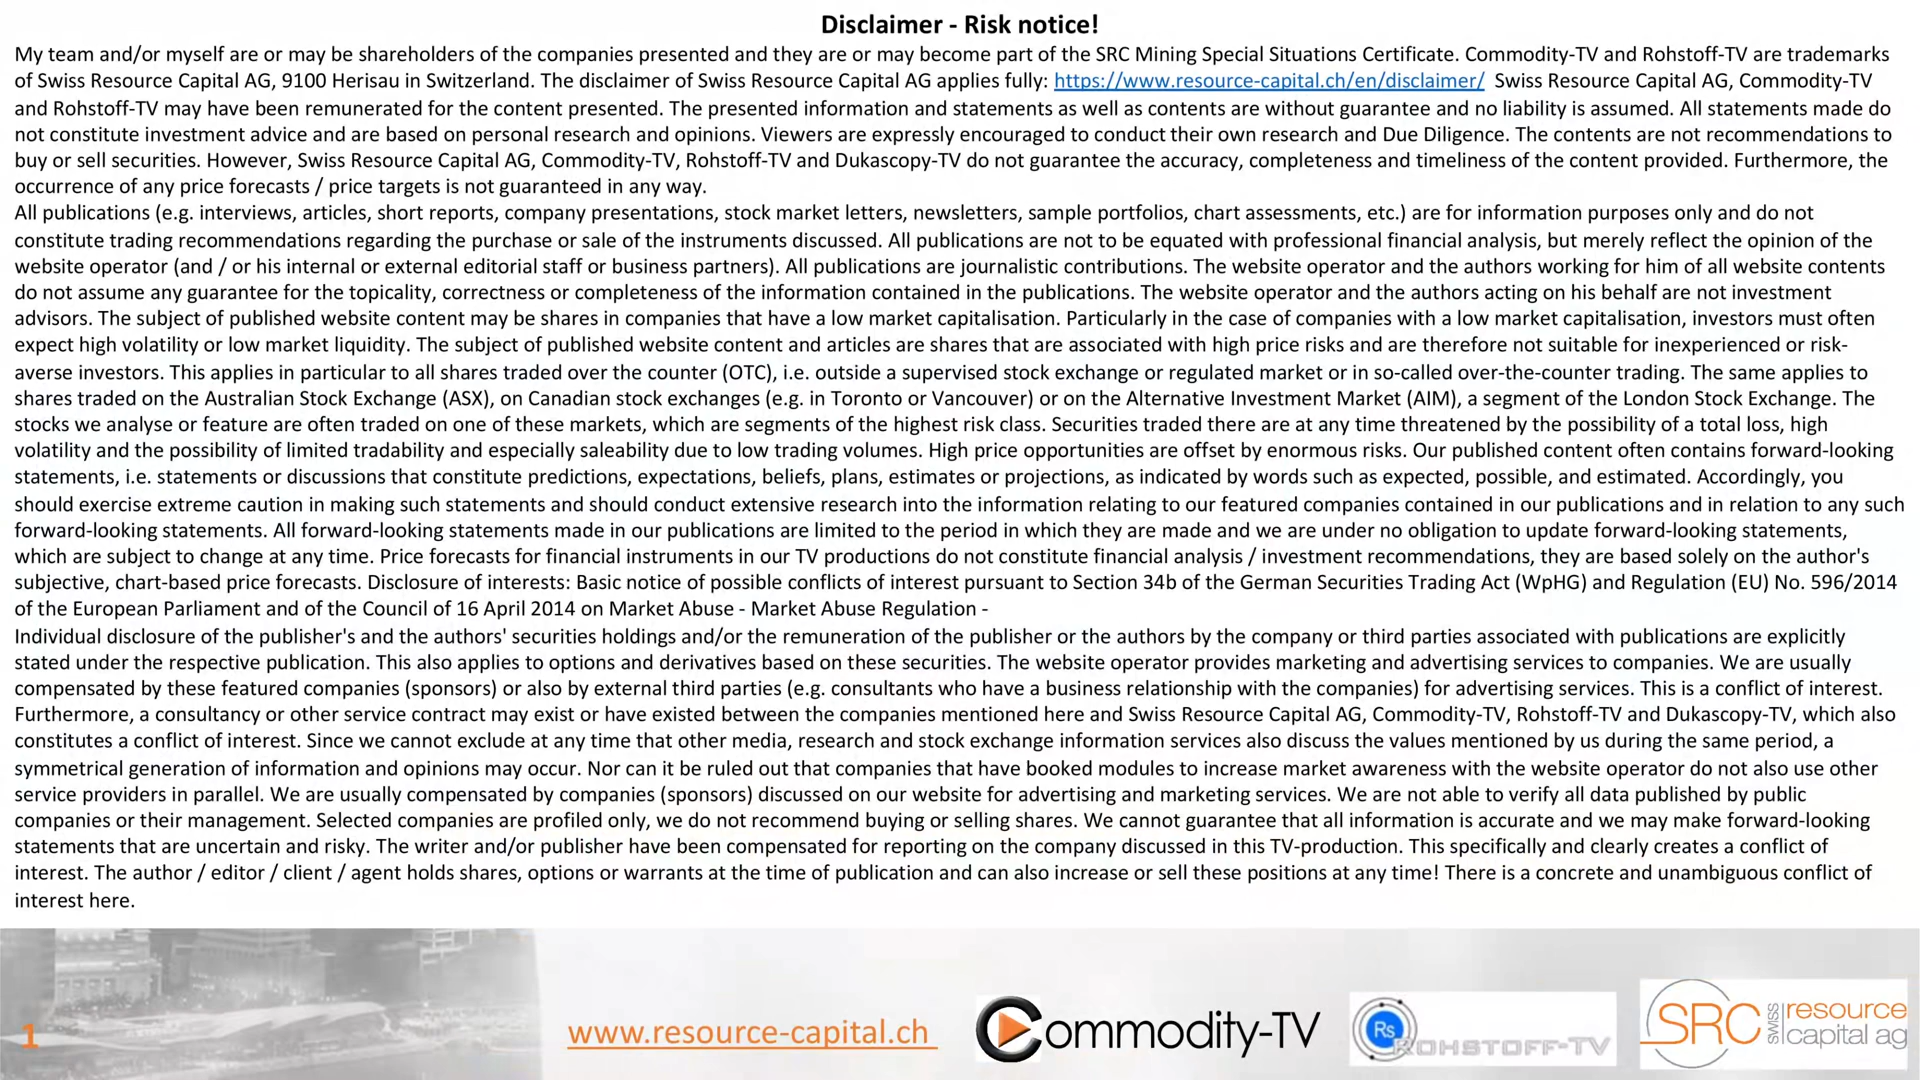 Disclaimer - Risk notice!
My team and/or myself are or may be shareholders of the companies presented and they are or may become part of the SRC Mining Special Situations Certificate. Commodity-TV and Rohstoff-TV are trademarks
of Swiss Resource Capital AG, 9100 Herisau in Switzerland. The disclaimer of Swiss Resource Capital AG applies fully: https://www.resource-capital.ch/en/disclaimer/ Swiss Resource Capital AG, Commodity-TV
and Rohstoff-TV may have been remunerated for the content presented. The presented information and statements as well as contents are without guarantee and no liability is assumed. All statements made do
not constitute investment advice and are based on personal research and opinions. Viewers are expressly encouraged to conduct their own research and Due Diligence. The contents are not recommendations to
buy or sell securities. However, Swiss Resource Capital AG, Commodity-TV, Rohstoff-TV and Dukascopy-TV do not guarantee the accuracy, completeness and timeliness of the content provided. Furthermore, the
occurrence of any price forecasts / price targets is not guaranteed in any way.
All publications (e.g. interviews, articles, short reports, company presentations, stock market letters, newsletters, sample portfolios, chart assessments, etc.) are for information purposes only and do not
constitute trading recommendations regarding the purchase or sale of the instruments discussed. All publications are not to be equated with professional financial analysis, but merely reflect the opinion of the
website operator (and / or his internal or external editorial staff or business partners). All publications are journalistic contributions. The website operator and the authors working for him of all website contents
do not assume any guarantee for the topicality, correctness or completeness of the information contained in the publications. The website operator and the authors acting on his behalf are not investment
advisors. The subject of published website content may be shares in companies that have a low market capitalisation. Particularly in the case of companies with a low market capitalisation, investors must often
expect high volatility or low market liquidity. The subject of published website content and articles are shares that are associated with high price risks and are therefore not suitable for inexperienced or risk-
averse investors. This applies in particular to all shares traded over the counter (OTC), i.e. outside a supervised stock exchange or regulated market or in so-called over-the-counter trading. The same applies to
shares traded on the Australian Stock Exchange (ASX), on Canadian stock exchanges (e.g. in Toronto or Vancouver) or on the Alternative Investment Market (AIM), a segment of the London Stock Exchange. The
stocks we analyse or feature are often traded on one of these markets, which are segments of the highest risk class. Securities traded there are at any time threatened by the possibility of a total loss, high
volatility and the possibility of limited tradability and especially saleability due to low trading volumes. High price opportunities are offset by enormous risks. Our published content often contains forward-looking
statements, i.e. statements or discussions that constitute predictions, expectations, beliefs, plans, estimates or projections, as indicated by words such as expected, possible, and estimated. Accordingly, you
should exercise extreme caution in making such statements and should conduct extensive research into the information relating to our featured companies contained in our publications and in relation to any such
forward-looking statements. All forward-looking statements made in our publications are limited to the period in which they are made and we are under no obligation to update forward-looking statements,
which are subject to change at any time. Price forecasts for financial instruments in our TV productions do not constitute financial analysis / investment recommendations, they are based solely on the author's
subjective, chart-based price forecasts. Disclosure of interests: Basic notice of possible conflicts of interest pursuant to Section 34b of the German Securities Trading Act (WpHG) and Regulation (EU) No. 596/2014
of the European Parliament and of the Council of 16 April 2014 on Market Abuse - Market Abuse Regulation -
Individual disclosure of the publisher's and the authors' securities holdings and/or the remuneration of the publisher or the authors by the company or third parties associated with publications are explicitly
stated under the respective publication. This also applies to options and derivatives based on these securities. The website operator provides marketing and advertising services to companies. We are usually
compensated by these featured companies (sponsors) or also by external third parties (e.g. consultants who have a business relationship with the companies) for advertising services. This is a conflict of interest.
Furthermore, a consultancy or other service contract may exist or have existed between the companies mentioned here and Swiss Resource Capital AG, Commodity-TV, Rohstoff-TV and Dukascopy-TV, which also
constitutes a conflict of interest. Since we cannot exclude at any time that other media, research and stock exchange information services also discuss the values mentioned by us during the same period, a
symmetrical generation of information and opinions may occur. Nor can it be ruled out that companies that have booked modules to increase market awareness with the website operator do not also use other
service providers in parallel. We are usually compensated by companies (sponsors) discussed on our website for advertising and marketing services. We are not able to verify all data published by public
companies or their management. Selected companies are profiled only, we do not recommend buying or selling shares. We cannot guarantee that all information is accurate and we may make forward-looking
statements that are uncertain and risky. The writer and/or publisher have been compensated for reporting on the company discussed in this TV-production. This specifically and clearly creates a conflict of
interest. The author / editor / client / agent holds shares, options or warrants at the time of publication and can also increase or sell these positions at any time! There is a concrete and unambiguous conflict of
interest here.
1
www.resource-capital.ch
Commodity-TV
Rs ROHSTOFF-TV
SRC SWISS resource
capital ag